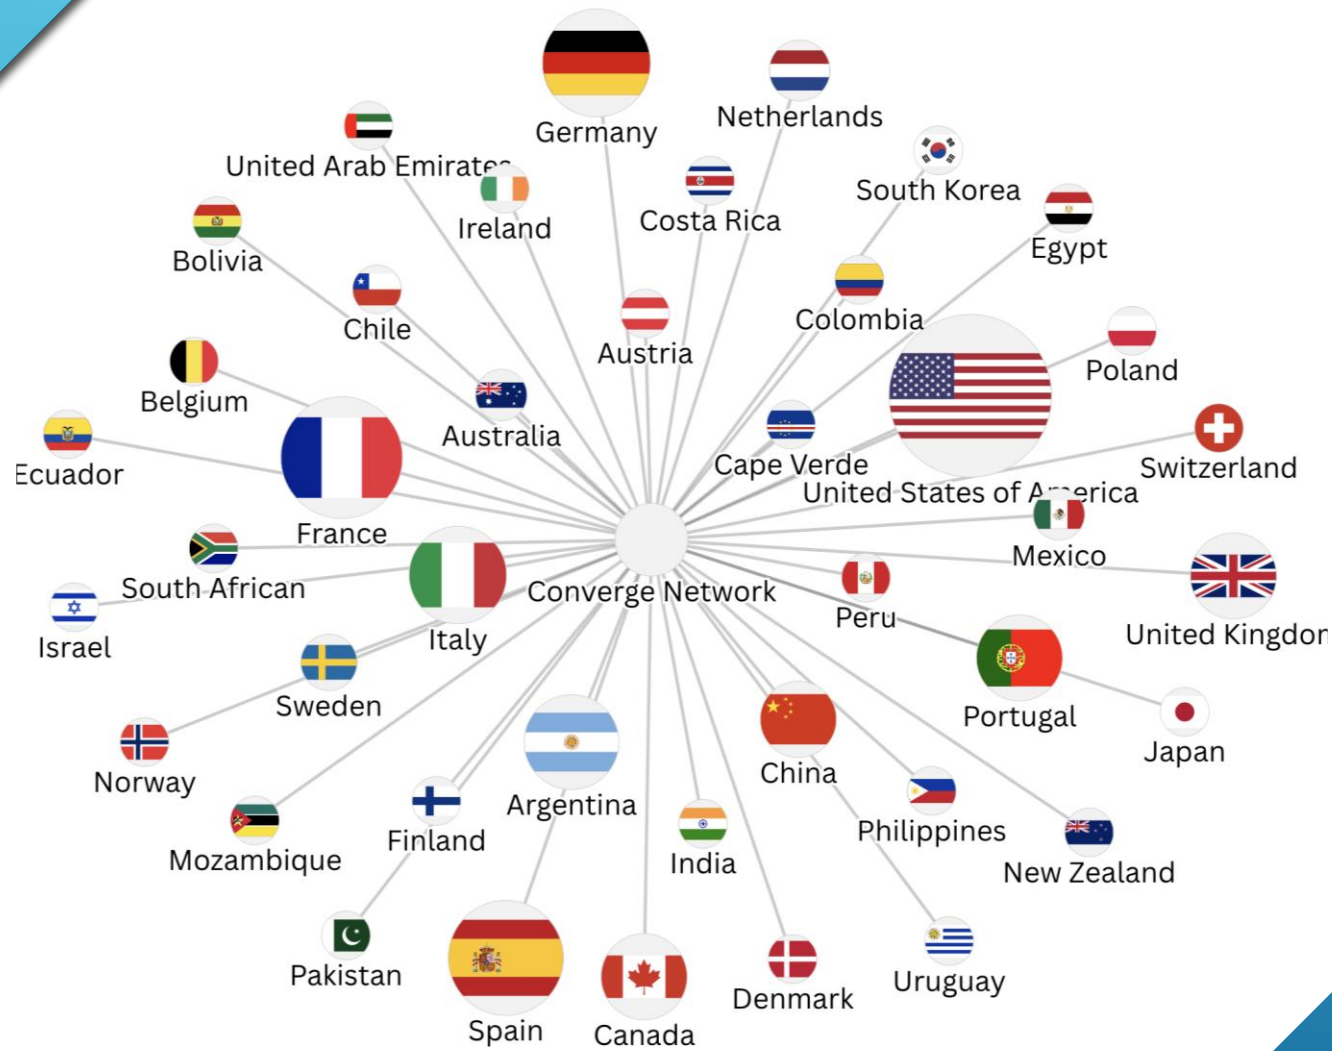 Germany
Netherlands
United Arab Emirates
South Korea
Ireland
Costa Rica
Egypt
Bolivia
Chile
Colombia
Austria
Poland
Belgium
Australia
Cape Verde
Switzerland
Ecuador
United States of America
France
Mexico
South African
Converge Network
Peru
United Kingdom
Israel
Italy
Sweden
Portugal
Japan
Norway
China
Argentina
Philippines
Finland
Mozambique
India
New Zealand
Pakistan
Uruguay
Denmark
Spain
Canada